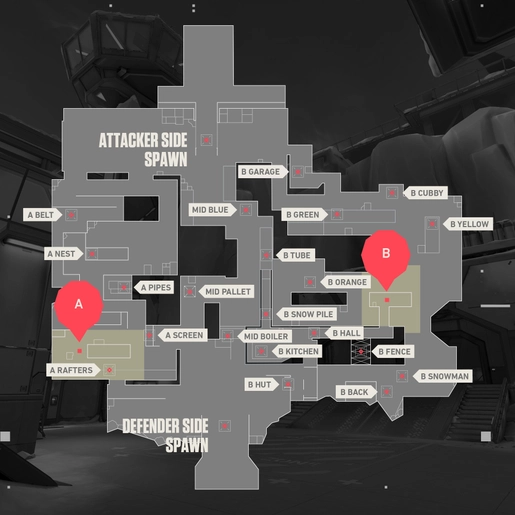 ATTACKER SIDE
SPAWN
B GARAGE
B CUBBY
A BELT
MID BLUE
B GREEN
B YELLOW
A NEST
B TUBE
B
A PIPES
MID PALLET
B ORANGE
A
B SNOW PILE
A SCREEN
MID BOILER
B HALL
B KITCHEN
B FENCE
A RAFTERS
B HUT
B SNOWMAN
B BACK
DEFENDER SIDE
SPAWN